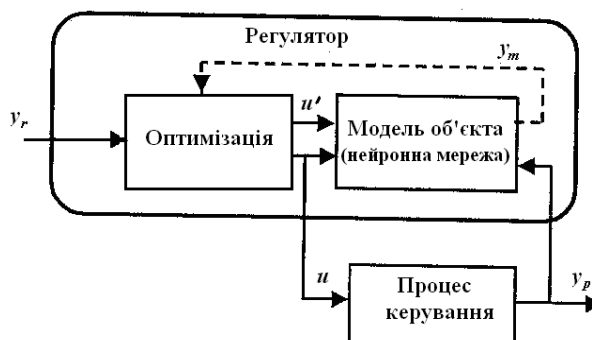 Регулятор
y_m
y_r
u'
Оптимізація
Модель об'єкта
(нейронна мережа)
u
Процес
керування
y_p